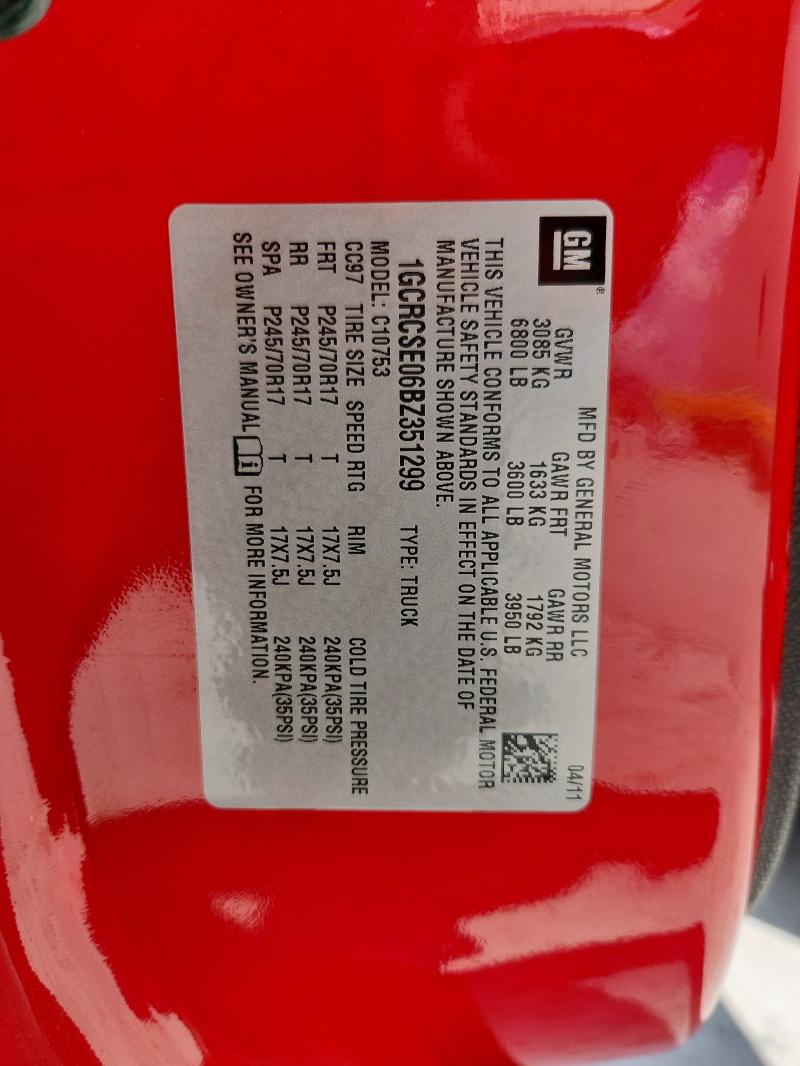 GM®
MFD BY GENERAL MOTORS LLC 04/11
GVWR GAWR FRT GAWR RR
3085 KG 1633 KG 1792 KG
6800 LB 3600 LB 3950 LB
THIS VEHICLE CONFORMS TO ALL APPLICABLE U.S. FEDERAL MOTOR
VEHICLE SAFETY STANDARDS IN EFFECT ON THE DATE OF
MANUFACTURE SHOWN ABOVE.
1GCRCSE06BZ351299 TYPE: TRUCK
MODEL: C10753
CC97 TIRE SIZE SPEED RTG RIM COLD TIRE PRESSURE
FRT P245/70R17 T 17X7.5J 240KPA(35PSI)
RR P245/70R17 T 17X7.5J 240KPA(35PSI)
SPA P245/70R17 T 17X7.5J 240KPA(35PSI)
SEE OWNER'S MANUAL i FOR MORE INFORMATION.